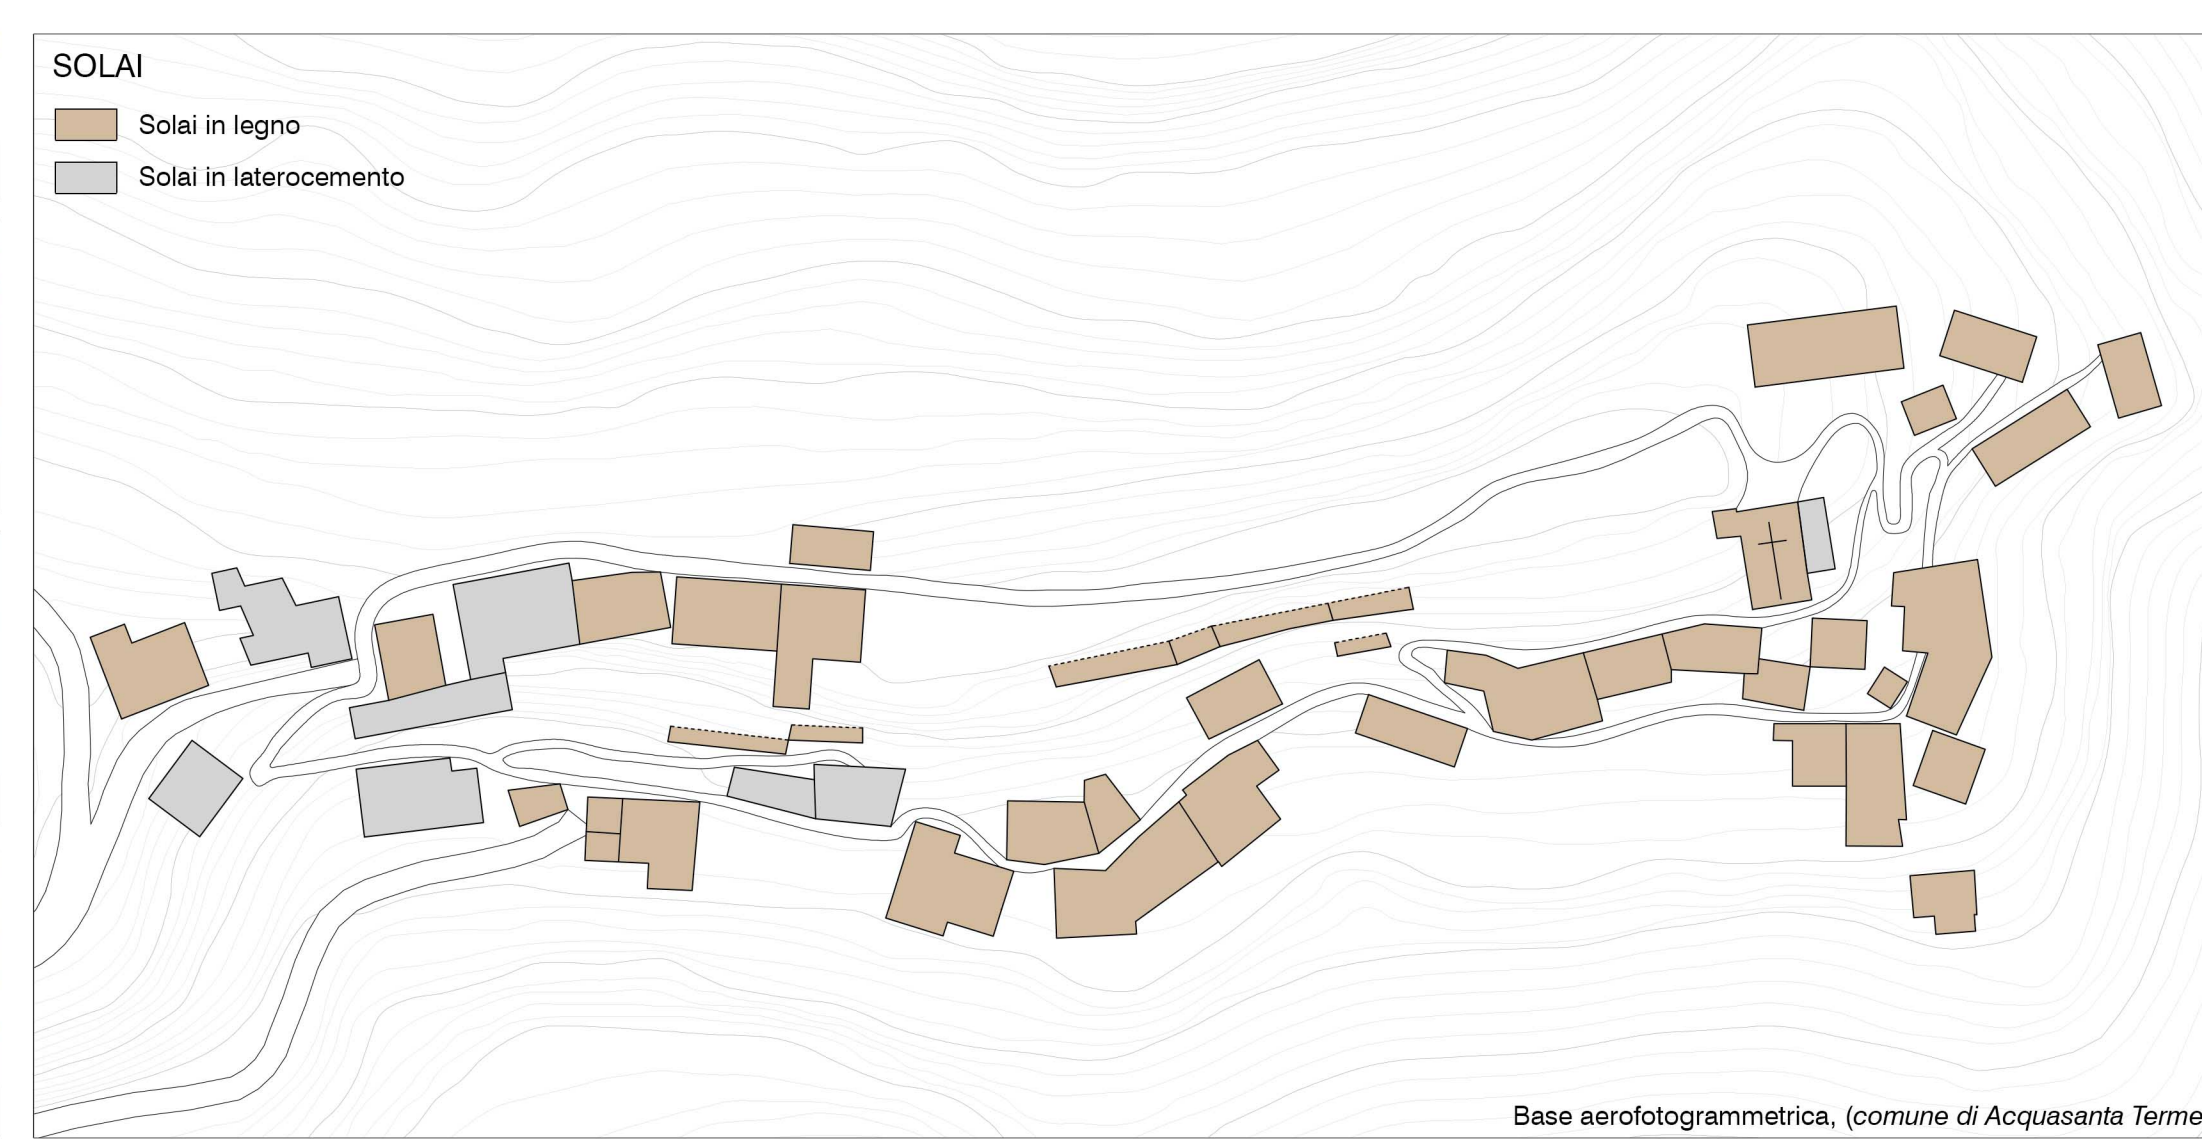 SOLAI
Solai in legno
Solai in laterocemento
Base aerofotogrammetrica, (comune di Acquasanta Terme